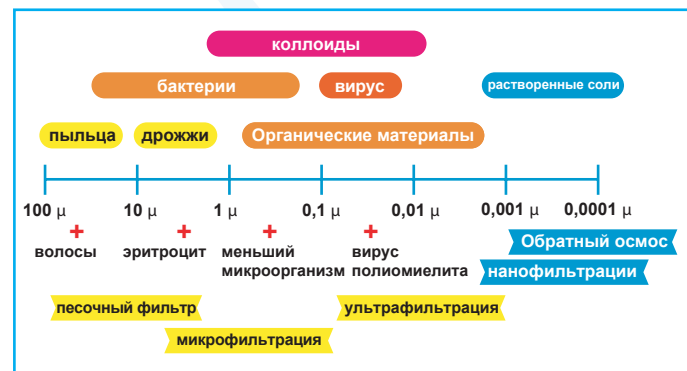 коллоиды
бактерии вирус растворенные соли
пыльца дрожжи Органические материалы
100 μ 10 μ 1 μ 0,1 μ 0,01 μ 0,001 μ 0,0001 μ
+ + + +
волосы эритроцит меньший вирус Обратный осмос
микроорганизм полиомиелита нанофильтрации
песочный фильтр ультрафильтрация
микрофильтрация